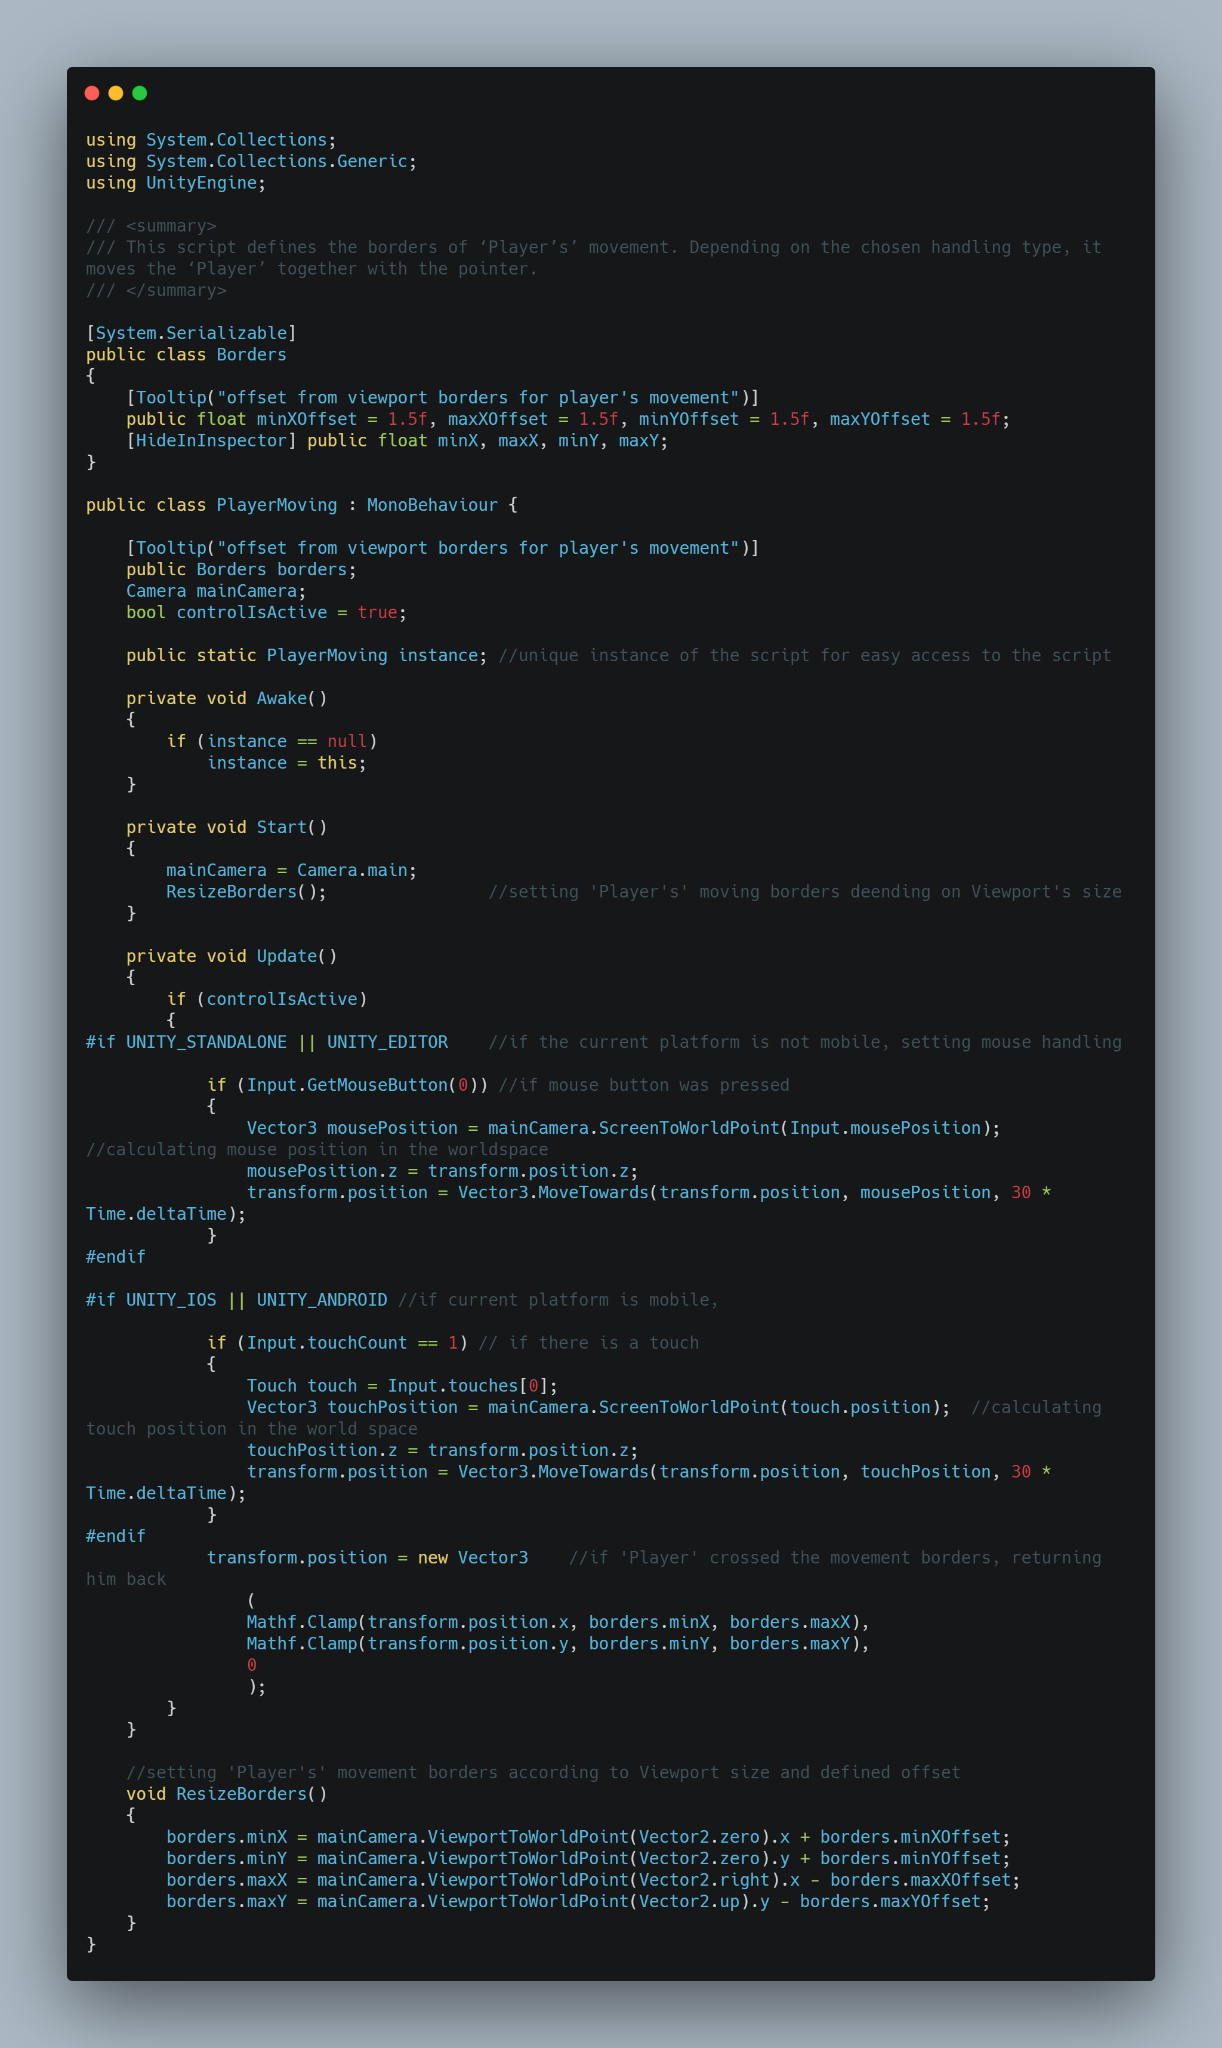 using System.Collections;
using System.Collections.Generic;
using UnityEngine;

/// <summary>
/// This script defines the borders of ‘Player’s’ movement. Depending on the chosen handling type, it
moves the ‘Player’ together with the pointer.
/// </summary>

[System.Serializable]
public class Borders
{
    [Tooltip("offset from viewport borders for player's movement")]
    public float minXOffset = 1.5f, maxXOffset = 1.5f, minYOffset = 1.5f, maxYOffset = 1.5f;
    [HideInInspector] public float minX, maxX, minY, maxY;
}

public class PlayerMoving : MonoBehaviour {

    [Tooltip("offset from viewport borders for player's movement")]
    public Borders borders;
    Camera mainCamera;
    bool controlIsActive = true;

    public static PlayerMoving instance; //unique instance of the script for easy access to the script

    private void Awake()
    {
        if (instance == null)
            instance = this;
    }

    private void Start()
    {
        mainCamera = Camera.main;
        ResizeBorders();                //setting 'Player's' moving borders deending on Viewport's size
    }

    private void Update()
    {
        if (controlIsActive)
        {
#if UNITY_STANDALONE || UNITY_EDITOR    //if the current platform is not mobile, setting mouse handling

            if (Input.GetMouseButton(0)) //if mouse button was pressed
            {
                Vector3 mousePosition = mainCamera.ScreenToWorldPoint(Input.mousePosition);
//calculating mouse position in the worldspace
                mousePosition.z = transform.position.z;
                transform.position = Vector3.MoveTowards(transform.position, mousePosition, 30 *
Time.deltaTime);
            }
#endif

#if UNITY_IOS || UNITY_ANDROID //if current platform is mobile,

            if (Input.touchCount == 1) // if there is a touch
            {
                Touch touch = Input.touches[0];
                Vector3 touchPosition = mainCamera.ScreenToWorldPoint(touch.position);  //calculating
touch position in the world space
                touchPosition.z = transform.position.z;
                transform.position = Vector3.MoveTowards(transform.position, touchPosition, 30 *
Time.deltaTime);
            }
#endif
            transform.position = new Vector3    //if 'Player' crossed the movement borders, returning
him back
                (
                Mathf.Clamp(transform.position.x, borders.minX, borders.maxX),
                Mathf.Clamp(transform.position.y, borders.minY, borders.maxY),
                0
                );
        }
    }

    //setting 'Player's' movement borders according to Viewport size and defined offset
    void ResizeBorders()
    {
        borders.minX = mainCamera.ViewportToWorldPoint(Vector2.zero).x + borders.minXOffset;
        borders.minY = mainCamera.ViewportToWorldPoint(Vector2.zero).y + borders.minYOffset;
        borders.maxX = mainCamera.ViewportToWorldPoint(Vector2.right).x - borders.maxXOffset;
        borders.maxY = mainCamera.ViewportToWorldPoint(Vector2.up).y - borders.maxYOffset;
    }
}